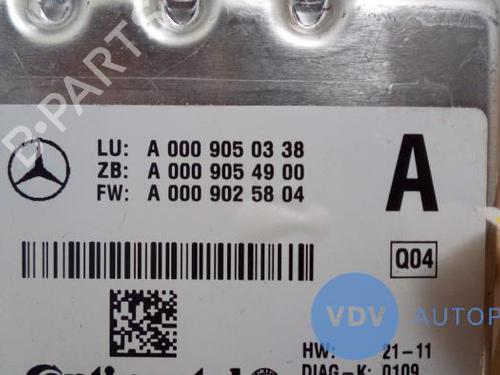 LU: A 000 905 03 38
ZB: A 000 905 49 00
FW: A 000 902 58 04
A
Q04
B-PARTS
VDV AUTOP
HW: 21-11
DIAG-K: 0109
Continental